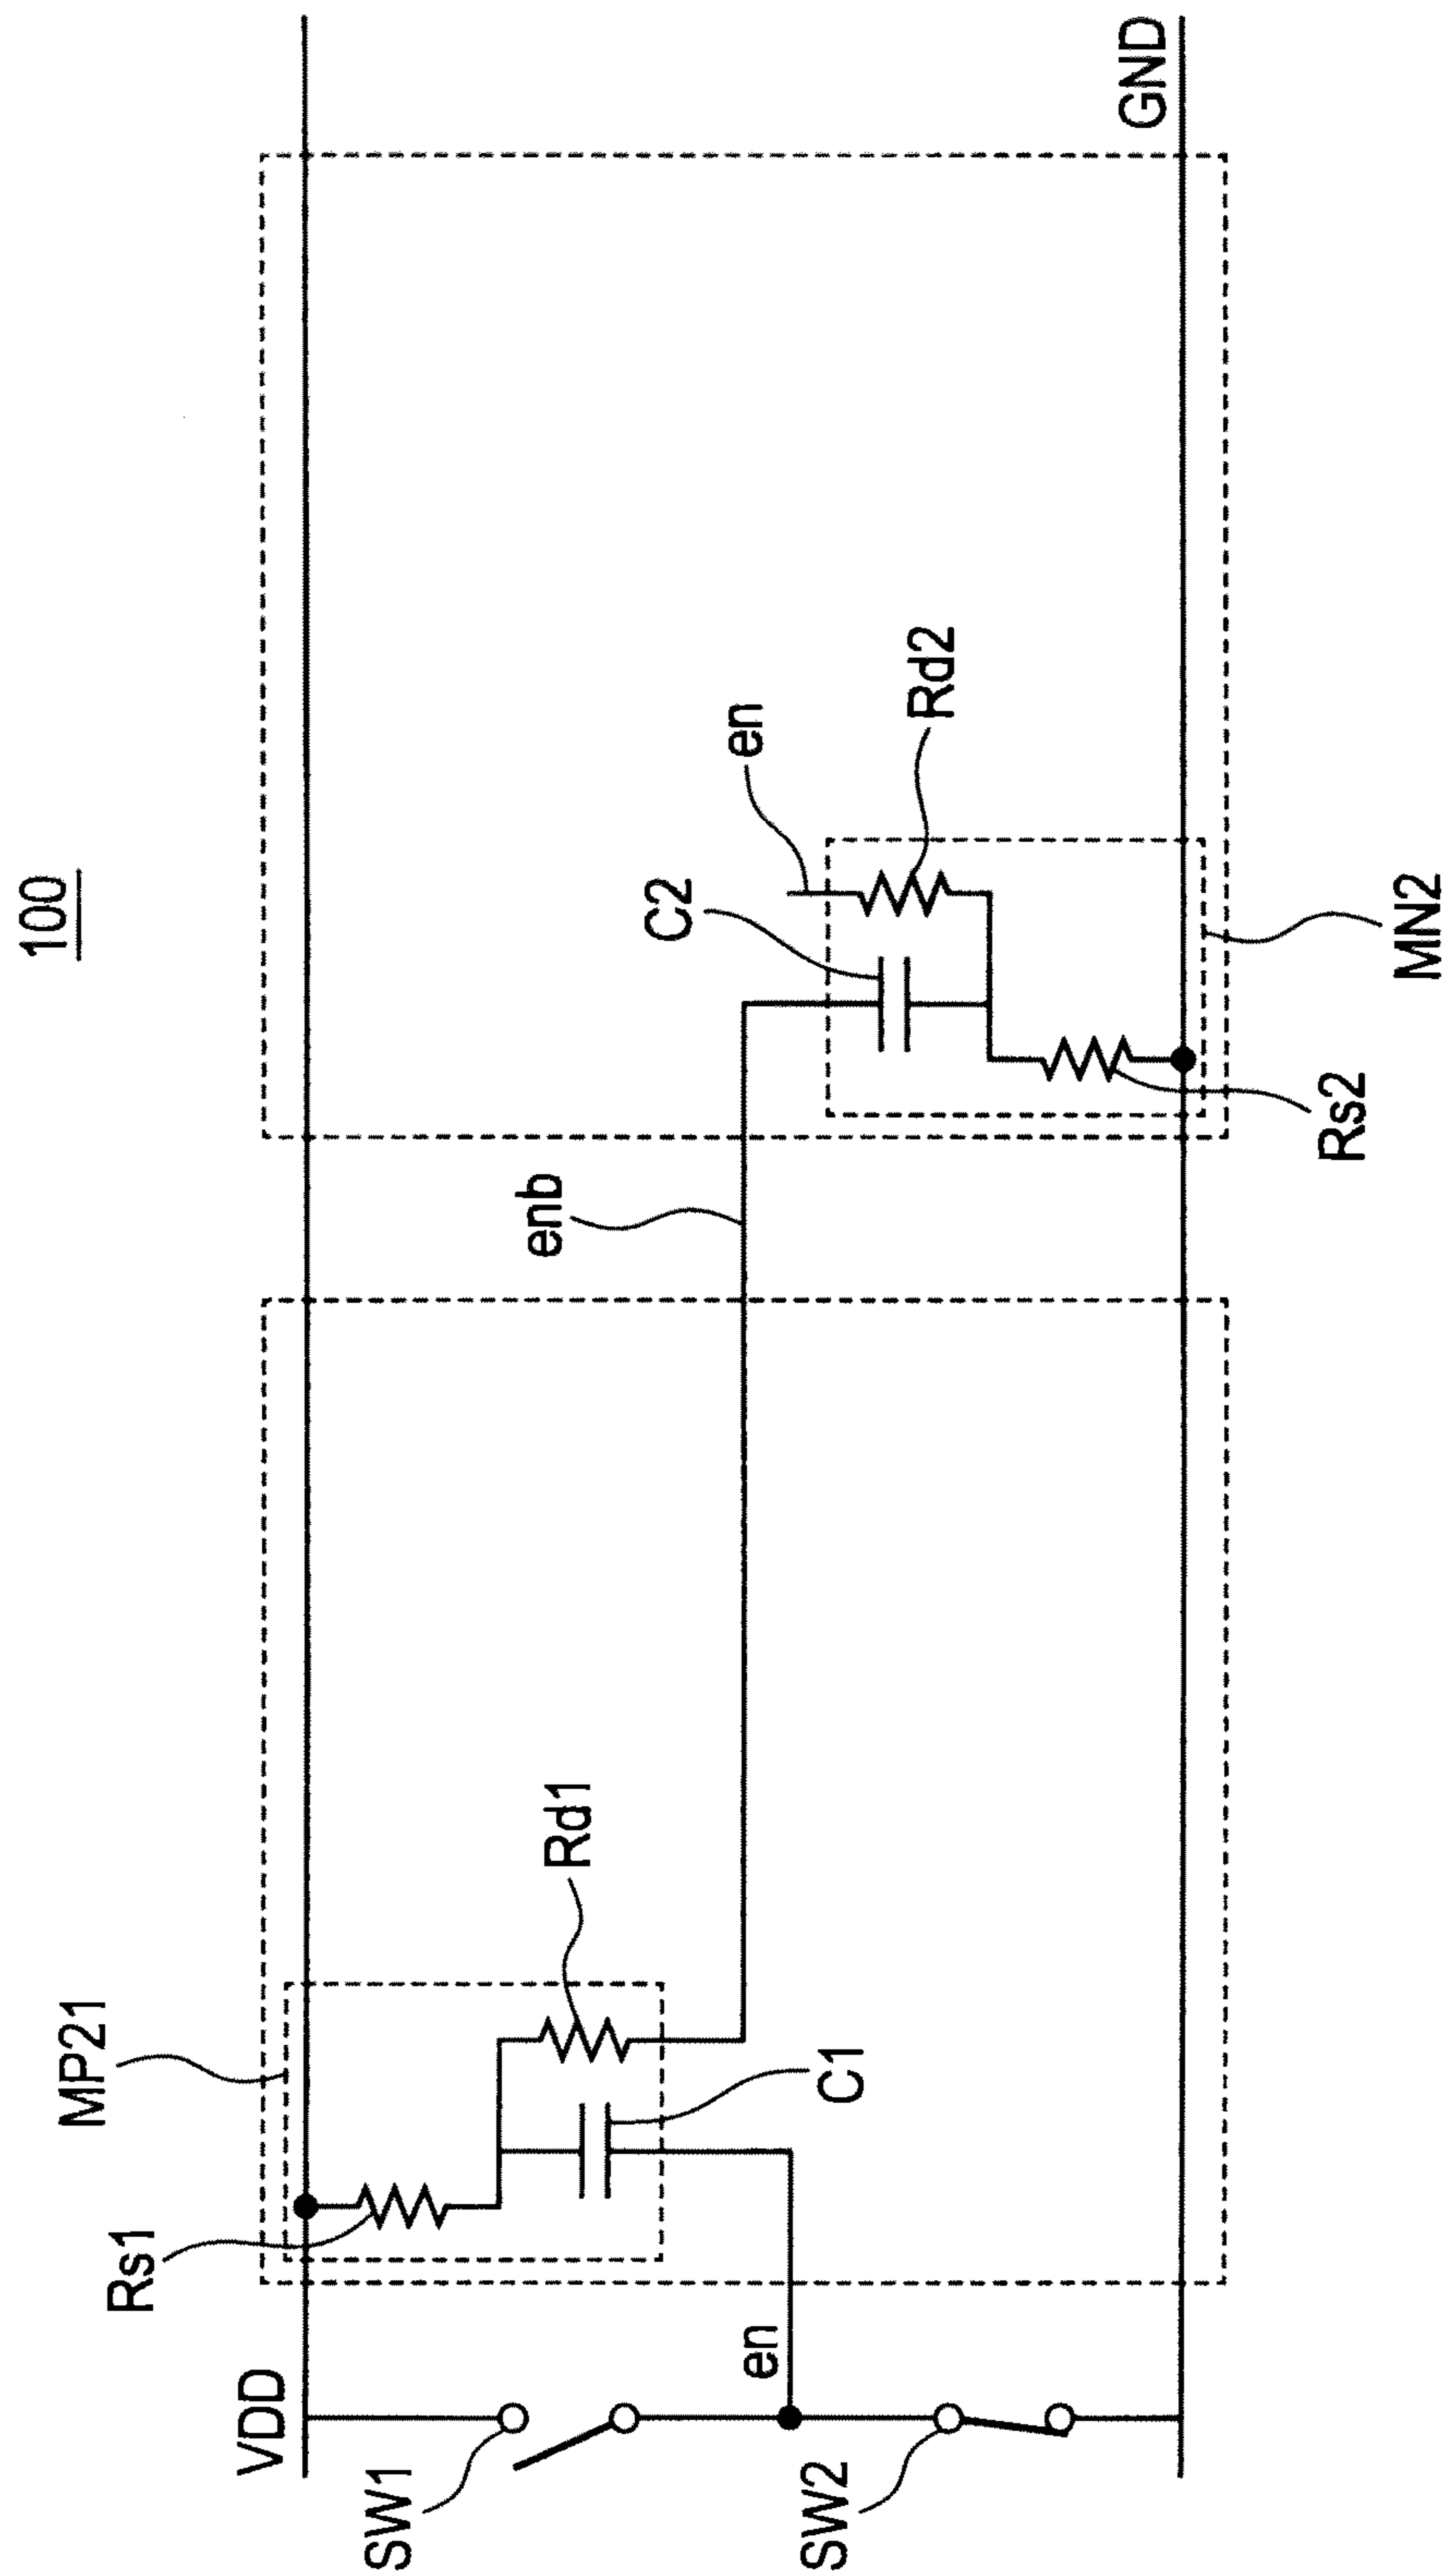 100
VDD
SW1
SW2
en
Rs1
MP21
C1
Rd1
enb
C2
en
Rd2
Rs2
MN2
GND